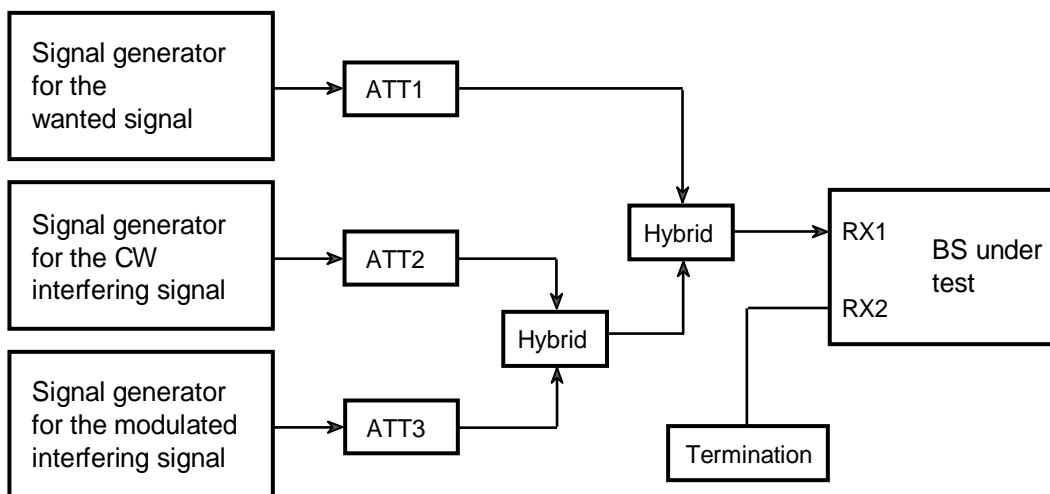 Signal generator
for the
wanted signal
ATT1
Signal generator
for the CW
interfering signal
ATT2
Hybrid
Signal generator
for the modulated
interfering signal
ATT3
Hybrid
RX1
RX2
BS under
test
Termination